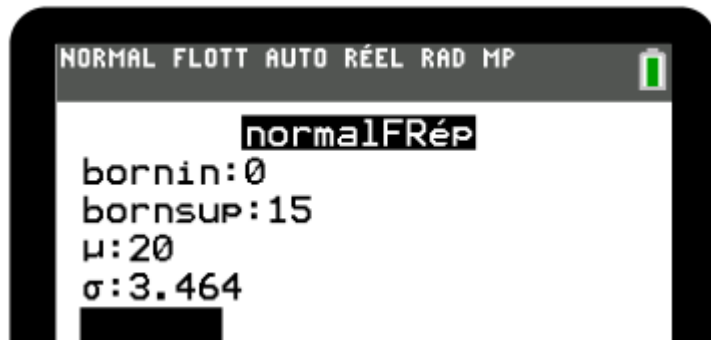 NORMAL FLOTT AUTO RÉEL RAD MP
normalFRép
bornin:0
bornsup:15
μ:20
σ:3.464